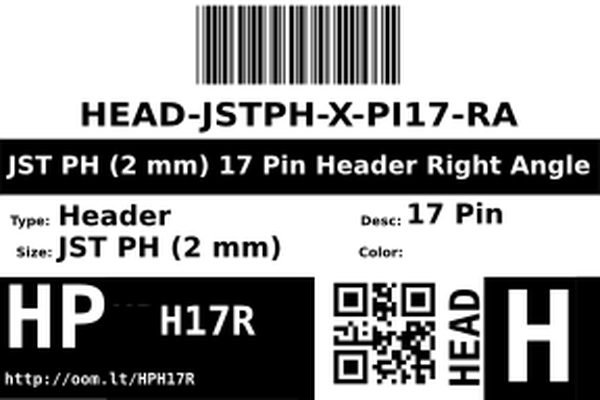 HEAD-JSTPH-X-PI17-RA
JST PH (2 mm) 17 Pin Header Right Angle
Type: Header
Desc: 17 Pin
Size: JST PH (2 mm)
Color:
HP
H17R
http://oom.lt/HPH17R
HEAD
H